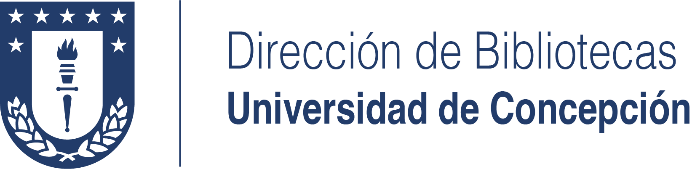 Dirección de Bibliotecas
Universidad de Concepción